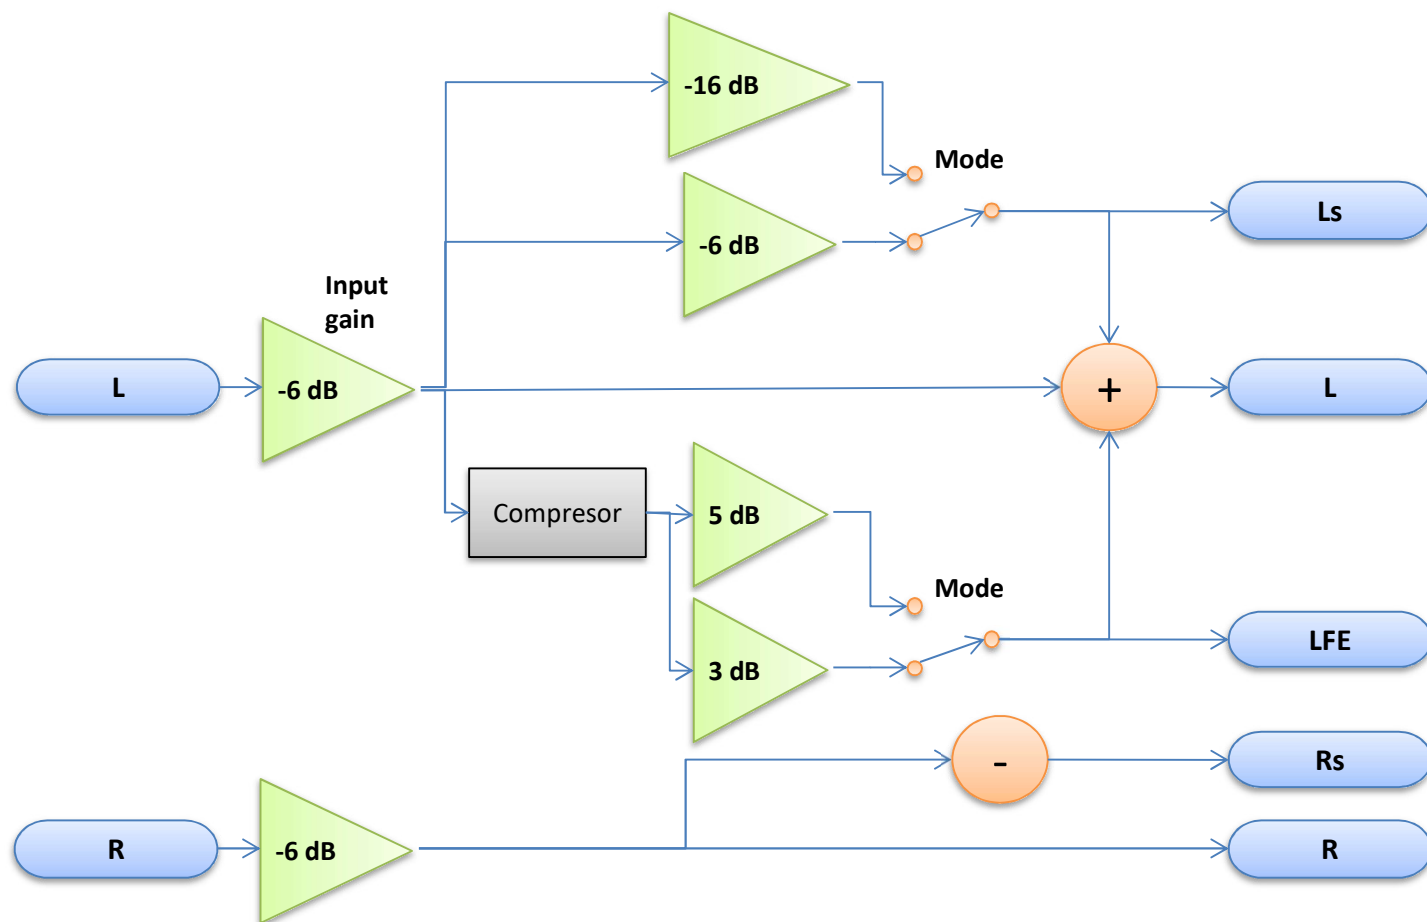 -16 dB
Mode
Ls
-6 dB
Input
gain
L
-6 dB
+
L
Compresor
5 dB
Mode
LFE
3 dB
-
Rs
R
-6 dB
R